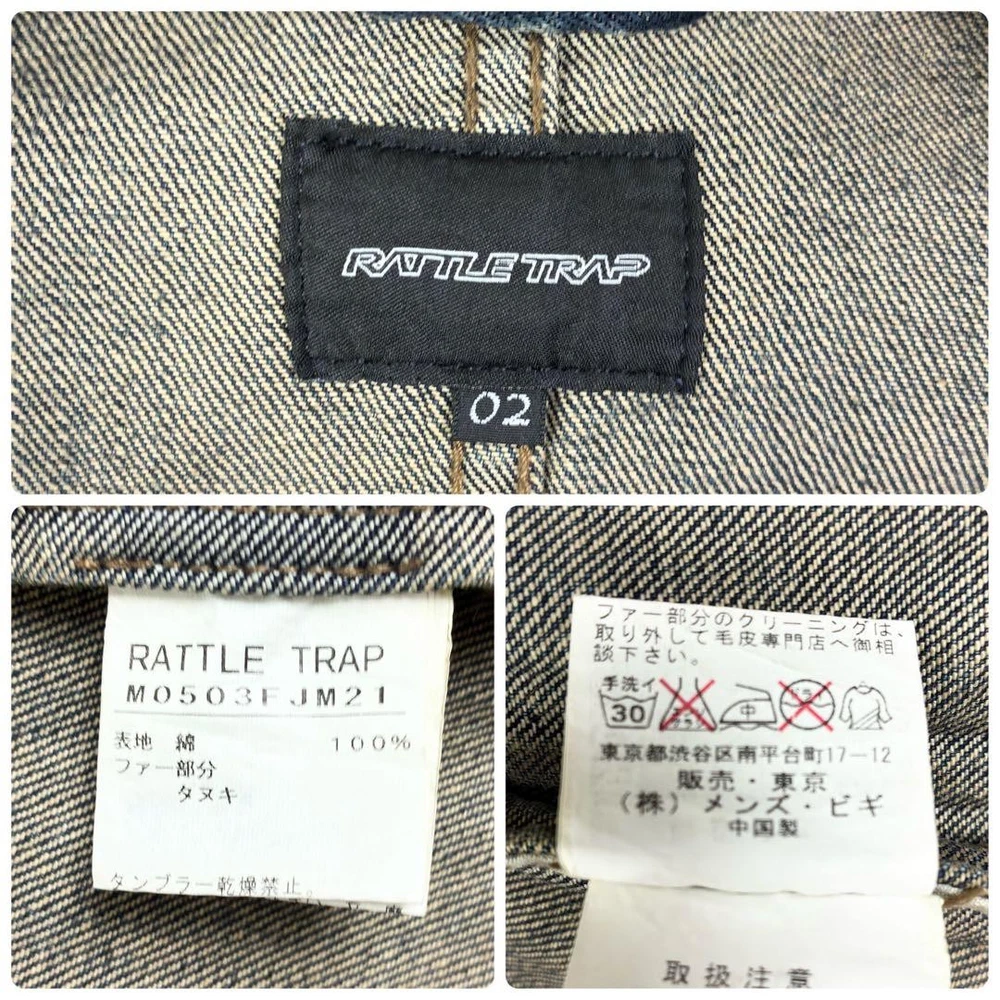 RATTLE TRAP
02
RATTLE TRAP
M0503FJM21
表地 綿 100%
ファー部分
タヌキ
タンブラー乾燥禁止。
ファー部分のクリーニングは、
取り外して毛皮専門店へ御相
談下さい。
手洗イ
30 中
東京都渋谷区南平台町17-12
販売・東京
(株)メンズ・ビギ
中国製
取扱注意